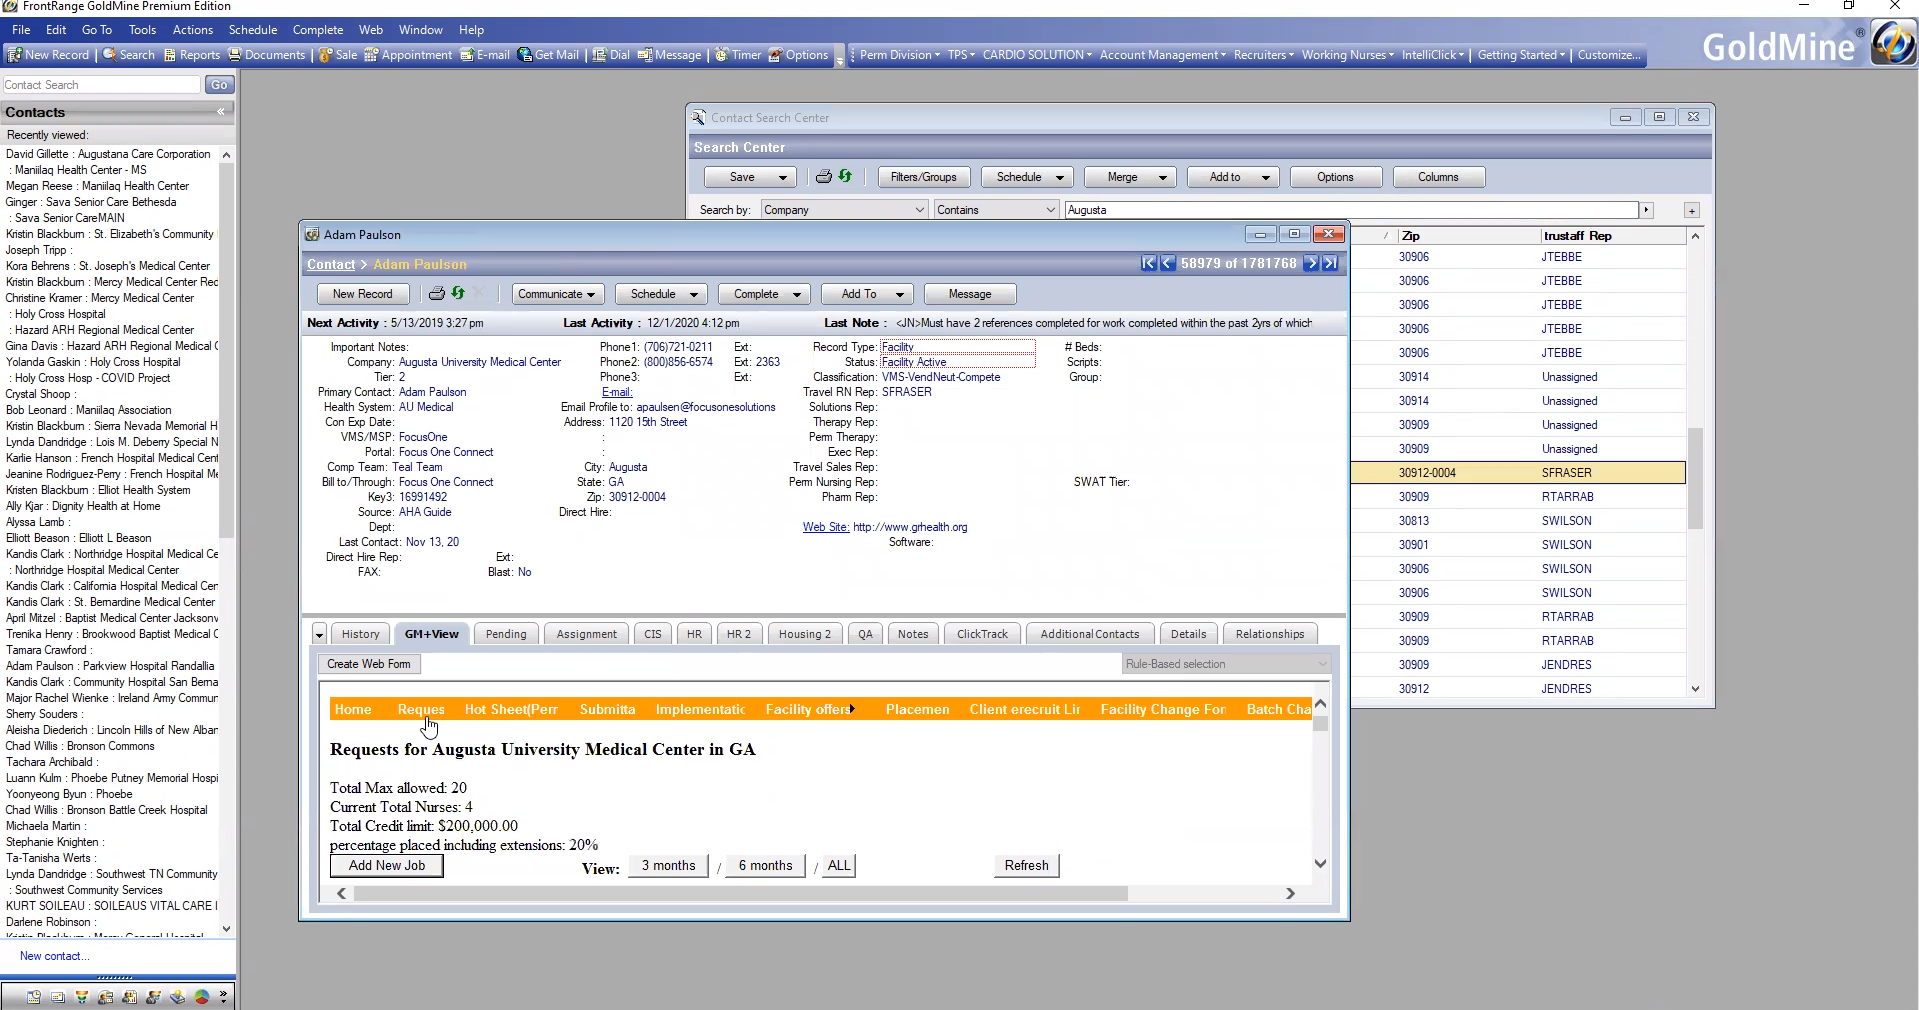 FrontRange GoldMine Premium Edition
File Edit Go To Tools Actions Schedule Complete Web Window Help
New Record Search Reports Documents Sale Appointment E-mail Get Mail Dial Message Timer Options Perm Division TPS CARDIO SOLUTION Account Management Recruiters Working Nurses IntelliClick Getting Started Customize...
GoldMine®
Contact Search Go
Contacts
Recently viewed:
David Gillette : Augustana Care Corporation
: Maniilaq Health Center - MS
Megan Reese : Maniilaq Health Center
Ginger : Sava Senior Care Bethesda
: Sava Senior CareMAIN
Kristin Blackburn : St. Elizabeth's Community
Joseph Tripp :
Kora Behrens : St. Joseph's Medical Center
Kristin Blackburn : Mercy Medical Center Red
Christine Kramer : Mercy Medical Center
: Holy Cross Hospital
: Hazard ARH Regional Medical Center
Gina Davis : Hazard ARH Regional Medical C
Yolanda Gaskin : Holy Cross Hospital
: Holy Cross Hosp - COVID Project
Crystal Shoop :
Bob Leonard : Maniilaq Association
Kristin Blackburn : Sierra Nevada Memorial H
Lynda Dandridge : Lois M. Deberry Special N
Karlie Hanson : French Hospital Medical Cent
Jeanine Rodriguez-Perry : French Hospital Me
Kristen Blackburn : Elliot Health System
Ally Kjar : Dignity Health at Home
Alyssa Lamb :
Elliott Beason : Elliott L Beason
Kandis Clark : Northridge Hospital Medical Ce
: Northridge Hospital Medical Center
Kandis Clark : California Hospital Medical Cen
Kandis Clark : St. Bernardine Medical Center
April Mitzel : Baptist Medical Center Jacksonv
Trenika Henry : Brookwood Baptist Medical C
Tamara Crawford :
Adam Paulson : Parkview Hospital Randallia
Kandis Clark : Community Hospital San Berna
Major Rachel Wienke : Ireland Army Commun
Sherry Souders :
Aleisha Diederich : Lincoln Hills of New Alban
Chad Willis : Bronson Commons
Tachara Archibald :
Luann Kulm : Phoebe Putney Memorial Hospi
Yoonyeong Byun : Phoebe
Chad Willis : Bronson Battle Creek Hospital
Michaela Martin :
Stephanie Knighten :
Ta-Tanisha Werts :
Lynda Dandridge : Southwest TN Community
: Southwest Community Services
KURT SOILEAU : SOILEAUS VITAL CARE I
Darlene Robinson :
New contact...
Contact Search Center
Search Center
Save Filters/Groups Schedule Merge Add to Options Columns
Search by: Company Contains Augusta
Zip trustaff Rep
30906 JTEBBE
30906 JTEBBE
30906 JTEBBE
30906 JTEBBE
30906 JTEBBE
30914 Unassigned
30914 Unassigned
30909 Unassigned
30909 Unassigned
30912-0004 SFRASER
30909 RTARRAB
30813 SWILSON
30901 SWILSON
30906 SWILSON
30906 SWILSON
30909 RTARRAB
30909 RTARRAB
30909 JENDRES
30912 JENDRES
Adam Paulson
Contact > Adam Paulson 58979 of 1781768
New Record Communicate Schedule Complete Add To Message
Next Activity : 5/13/2019 3:27 pm Last Activity : 12/1/2020 4:12 pm Last Note : <JN>Must have 2 references completed for work completed within the past 2yrs of which
Important Notes: Phone1: (706)721-0211 Ext: Record Type: Facility # Beds:
Company: Augusta University Medical Center Phone2: (800)856-6574 Ext: 2363 Status: Facility Active Scripts:
Tier: 2 Phone3: Ext: Classification: VMS-VendNeut-Compete Group:
Primary Contact: Adam Paulson E-mail: Travel RN Rep: SFRASER
Health System: AU Medical Email Profile to: apaulsen@focusonesolutions Solutions Rep:
Con Exp Date: Address: 1120 15th Street Therapy Rep:
VMS/MSP: FocusOne : Perm Therapy:
Portal: Focus One Connect : Exec Rep:
Comp Team: Teal Team City: Augusta Travel Sales Rep:
Bill to/Through: Focus One Connect State: GA Perm Nursing Rep: SWAT Tier:
Key3: 16991492 Zip: 30912-0004 Pharm Rep:
Source: AHA Guide Direct Hire:
Dept: Web Site: http://www.grhealth.org
Last Contact: Nov 13, 20 Software:
Direct Hire Rep: Ext:
FAX: Blast: No
History GM+View Pending Assignment CIS HR HR 2 Housing 2 QA Notes ClickTrack Additional Contacts Details Relationships
Create Web Form Rule-Based selection
Home Reques Hot Sheet(Perr Submitta Implementatic Facility offers Placemen Client erecruit Lir Facility Change For Batch Cha
Requests for Augusta University Medical Center in GA
Total Max allowed: 20
Current Total Nurses: 4
Total Credit limit: $200,000.00
percentage placed including extensions: 20%
Add New Job View: 3 months / 6 months / ALL Refresh